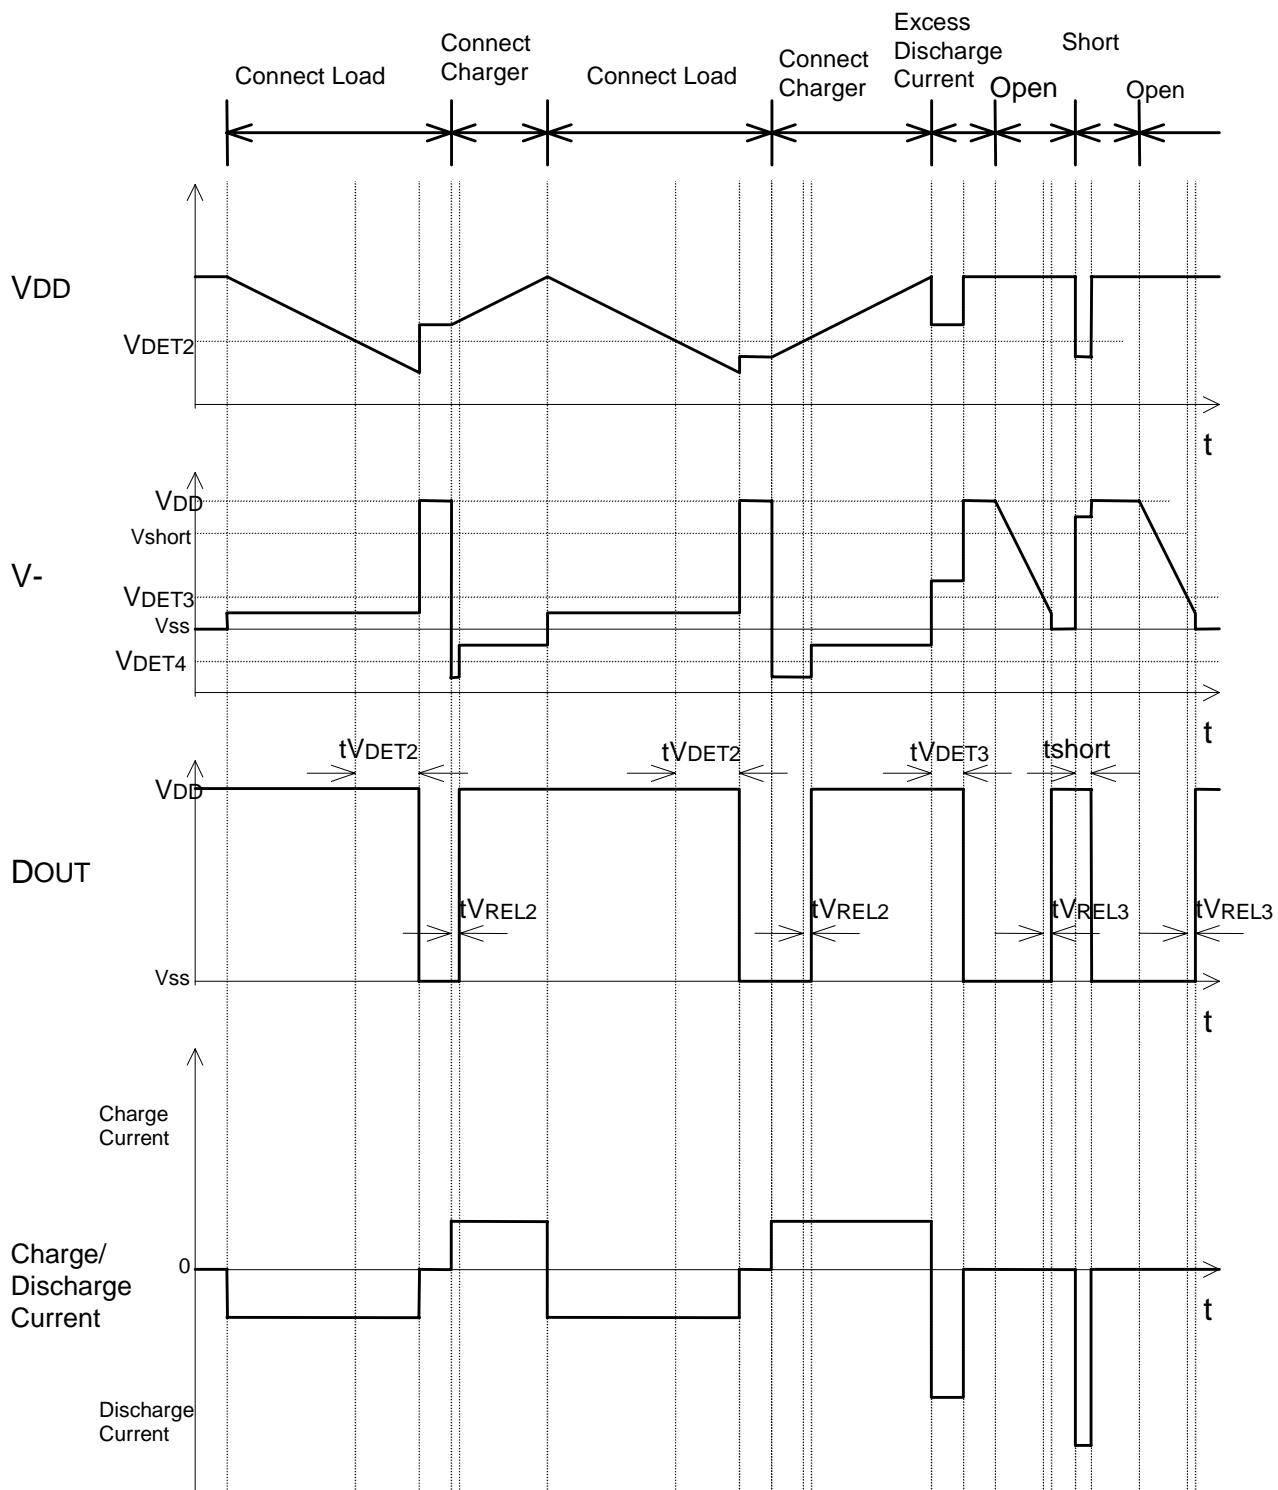 Excess
Discharge
Current
Connect
Charger
Short
Connect
Charger
Connect Load
Connect Load
Open
Open
VDD
VDET2
t
VDD
Vshort
V-
VDET3
Vss
VDET4
t
tVDET2
tVDET2
tVDET3
tshort
VDD
DOUT
tVREL2
tVREL2
tVREL3
tVREL3
Vss
t
Charge
Current
Charge/
Discharge
Current
0
t
Discharge
Current